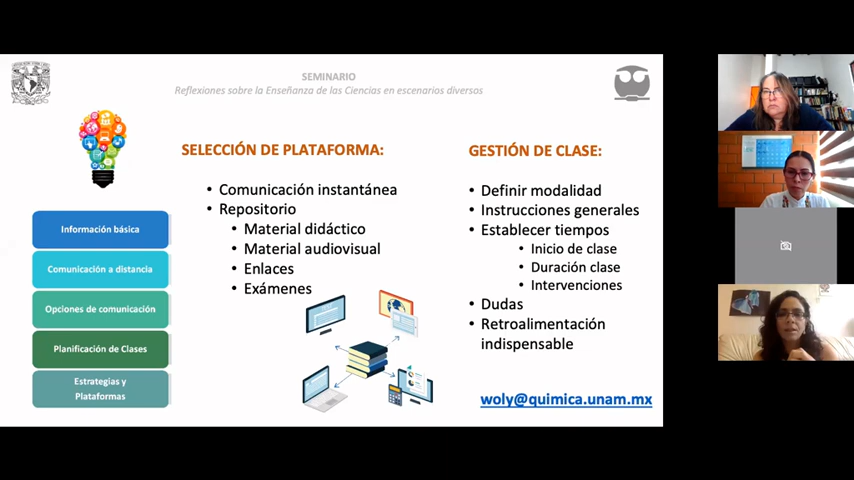 SEMINARIO
Reflexiones sobre la Enseñanza de las Ciencias en escenarios diversos
SELECCIÓN DE PLATAFORMA:
• Comunicación instantánea
• Repositorio
• Material didáctico
• Material audiovisual
• Enlaces
• Exámenes
GESTIÓN DE CLASE:
• Definir modalidad
• Instrucciones generales
• Establecer tiempos
• Inicio de clase
• Duración clase
• Intervenciones
• Dudas
• Retroalimentación
indispensable
woly@quimica.unam.mx
Información básica
Comunicación a distancia
Opciones de comunicación
Planificación de Clases
Estrategias y
Plataformas